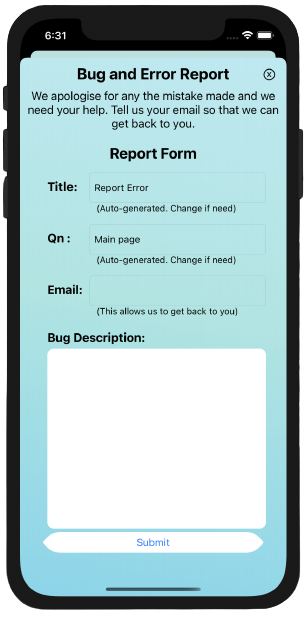 6:31
Bug and Error Report
We apologise for any the mistake made and we
need your help. Tell us your email so that we can
get back to you.
Report Form
Title: Report Error
(Auto-generated. Change if need)
Qn : Main page
(Auto-generated. Change if need)
Email:
(This allows us to get back to you)
Bug Description:
Submit